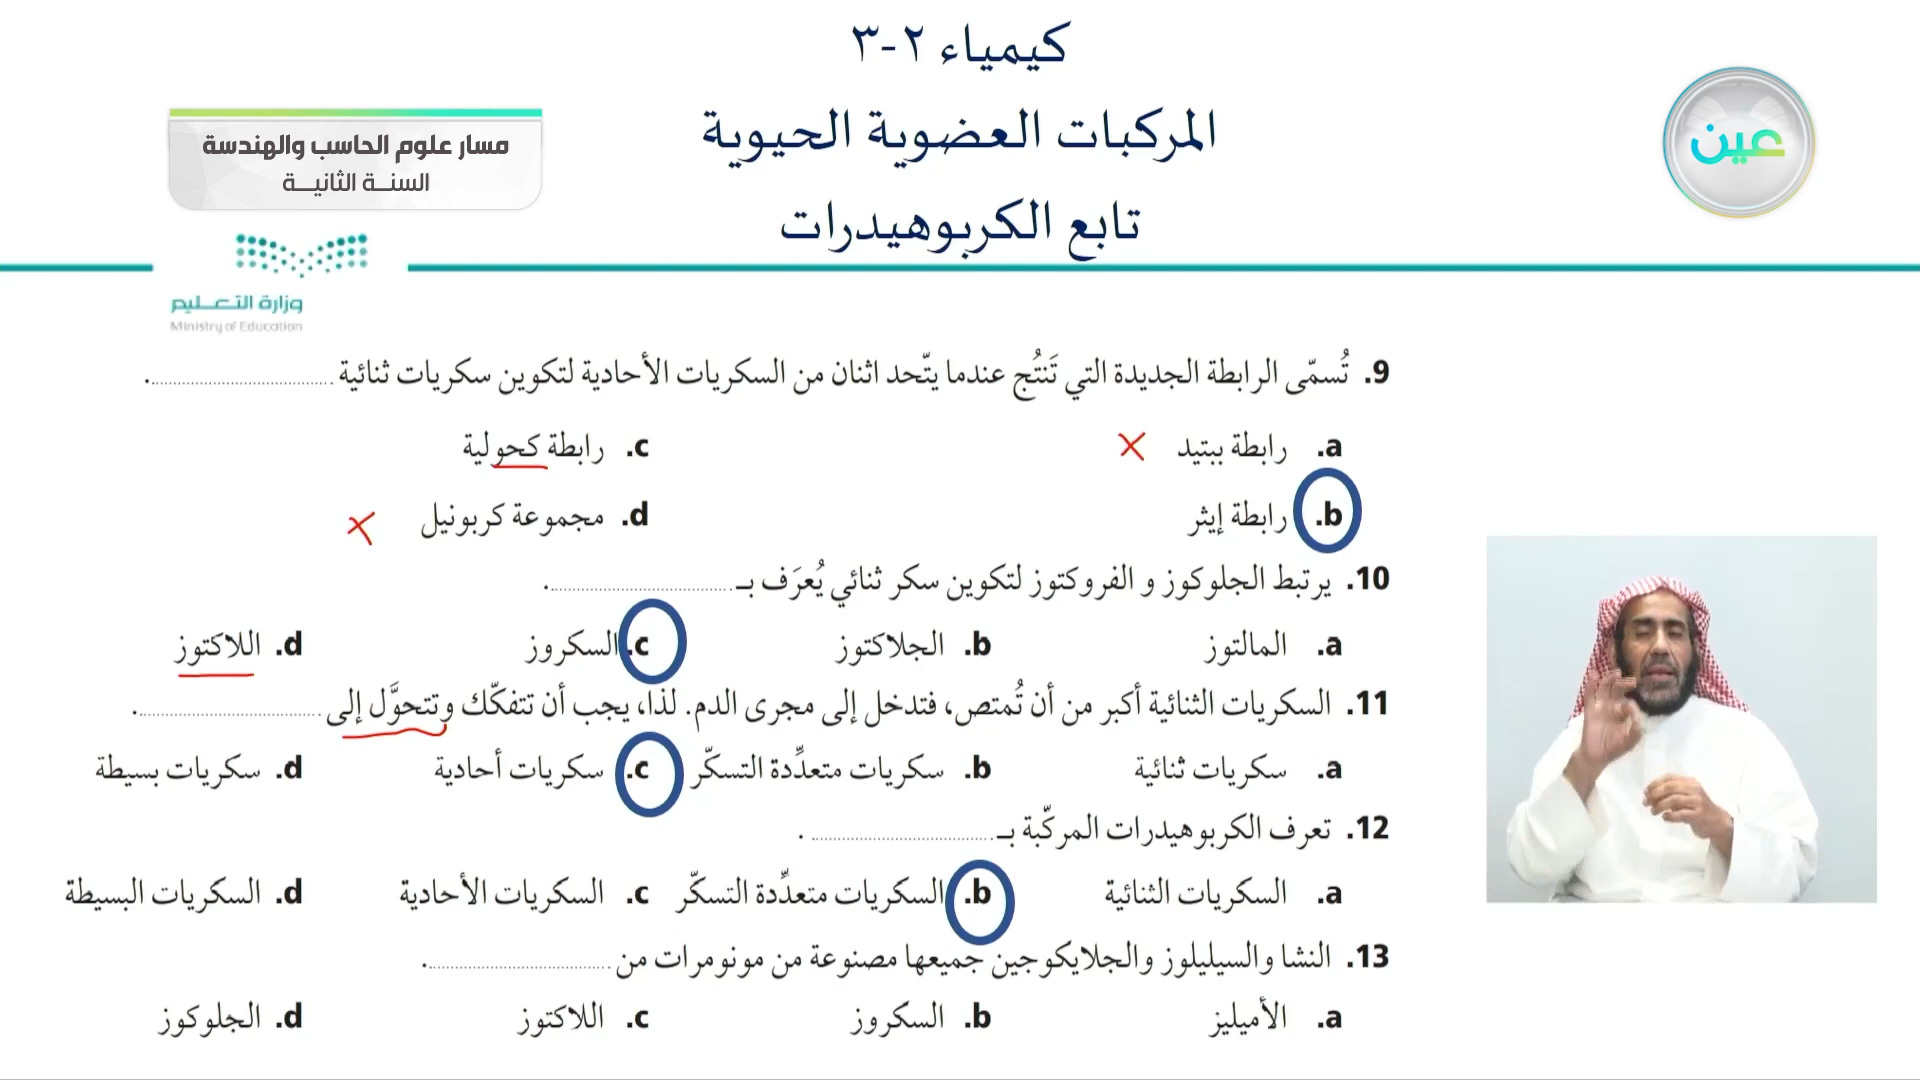 كيمياء ٢-٣
المركبات العضوية الحيوية
تابع الكربوهيدرات
عين
مسار علوم الحاسب والهندسة
السنة الثانية
وزارة التعليم
Ministry of Education
9. تُسمّى الرابطة الجديدة التي تَنتُج عندما يتّحد اثنان من السكريات الأحادية لتكوين سكريات ثنائية ..............................
a. رابطة ببتيد c. رابطة كحولية
b. رابطة إيثر d. مجموعة كربونيل
10. يرتبط الجلوكوز و الفروكتوز لتكوين سكر ثنائي يُعرَف بـ ..............................
a. المالتوز b. الجلاكتوز c. السكروز d. اللاكتوز
11. السكريات الثنائية أكبر من أن تُمتص، فتدخل إلى مجرى الدم. لذا، يجب أن تتفكّك وتتحوَّل إلى ..............................
a. سكريات ثنائية b. سكريات متعدِّدة التسكّر c. سكريات أحادية d. سكريات بسيطة
12. تعرف الكربوهيدرات المركّبة بـ ..............................
a. السكريات الثنائية b. السكريات متعدِّدة التسكّر c. السكريات الأحادية d. السكريات البسيطة
13. النشا والسيليلوز والجلايكوجين جميعها مصنوعة من مونومرات من ..............................
a. الأميليز b. السكروز c. اللاكتوز d. الجلوكوز